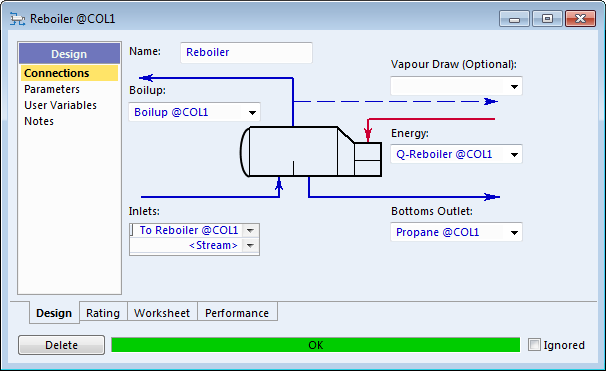 Reboiler @COL1
Design
Connections
Parameters
User Variables
Notes
Name: Reboiler
Vapour Draw (Optional):
Boilup:
Boilup @COL1
Energy:
Q-Reboiler @COL1
Inlets:
To Reboiler @COL1
<Stream>
Bottoms Outlet:
Propane @COL1
Design Rating Worksheet Performance
Delete OK Ignored